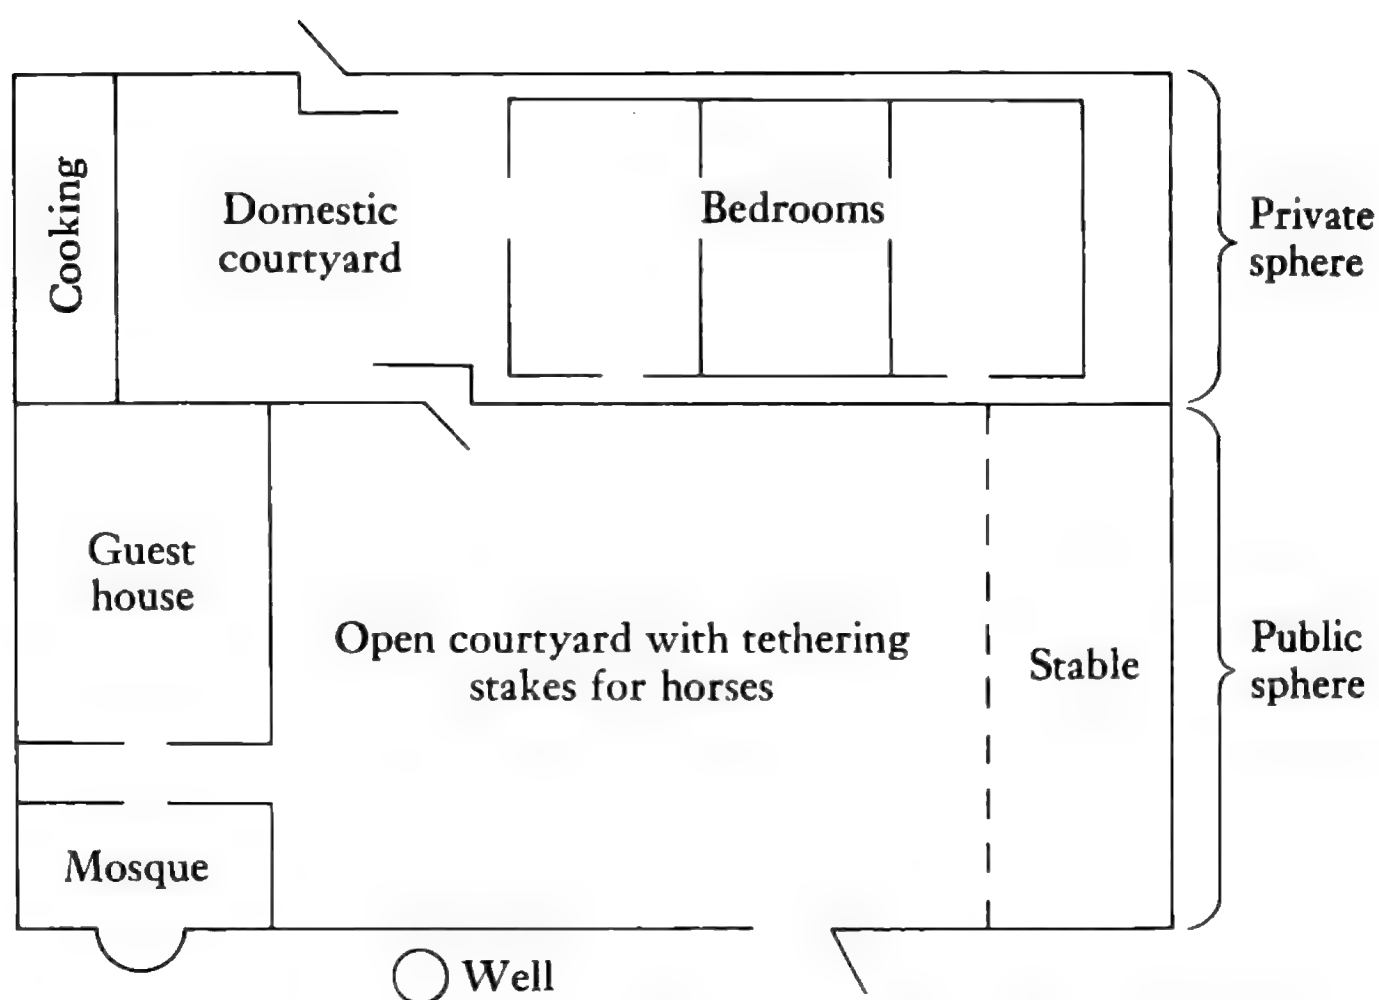 Cooking
Domestic
courtyard
Bedrooms
Private
sphere
Guest
house
Open courtyard with tethering
stakes for horses
Stable
Public
sphere
Mosque
Well